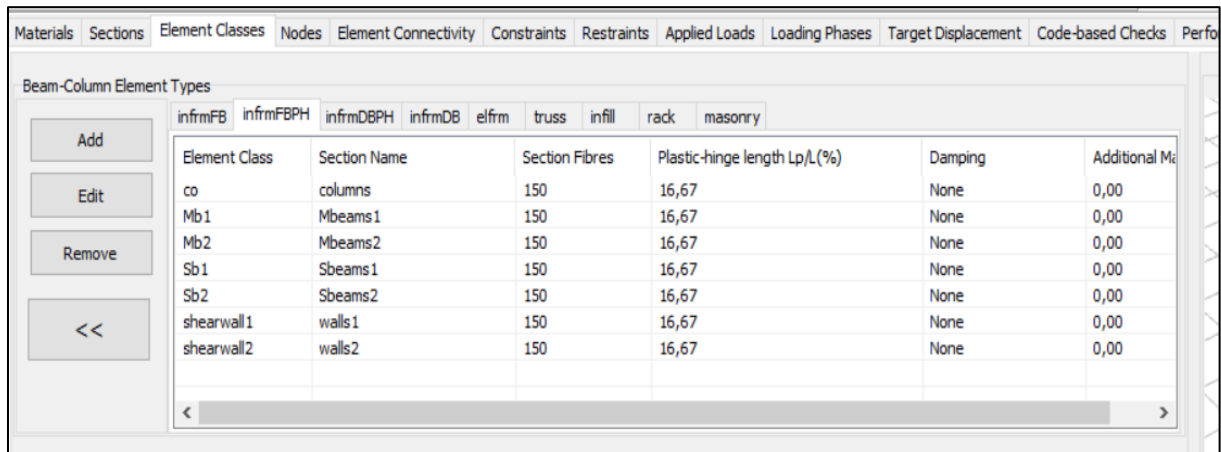 Materials Sections Element Classes Nodes Element Connectivity Constraints Restraints Applied Loads Loading Phases Target Displacement Code-based Checks Perfo
Beam-Column Element Types
infrmFB infrmFBPH infrmDBPH infrmDB elfrm truss infill rack masonry
Add
Edit
Remove
<<
Element Class Section Name Section Fibres Plastic-hinge length Lp/L(%) Damping Additional Ma
co columns 150 16,67 None 0,00
Mb1 Mbeams1 150 16,67 None 0,00
Mb2 Mbeams2 150 16,67 None 0,00
Sb1 Sbeams1 150 16,67 None 0,00
Sb2 Sbeams2 150 16,67 None 0,00
shearwall1 walls1 150 16,67 None 0,00
shearwall2 walls2 150 16,67 None 0,00